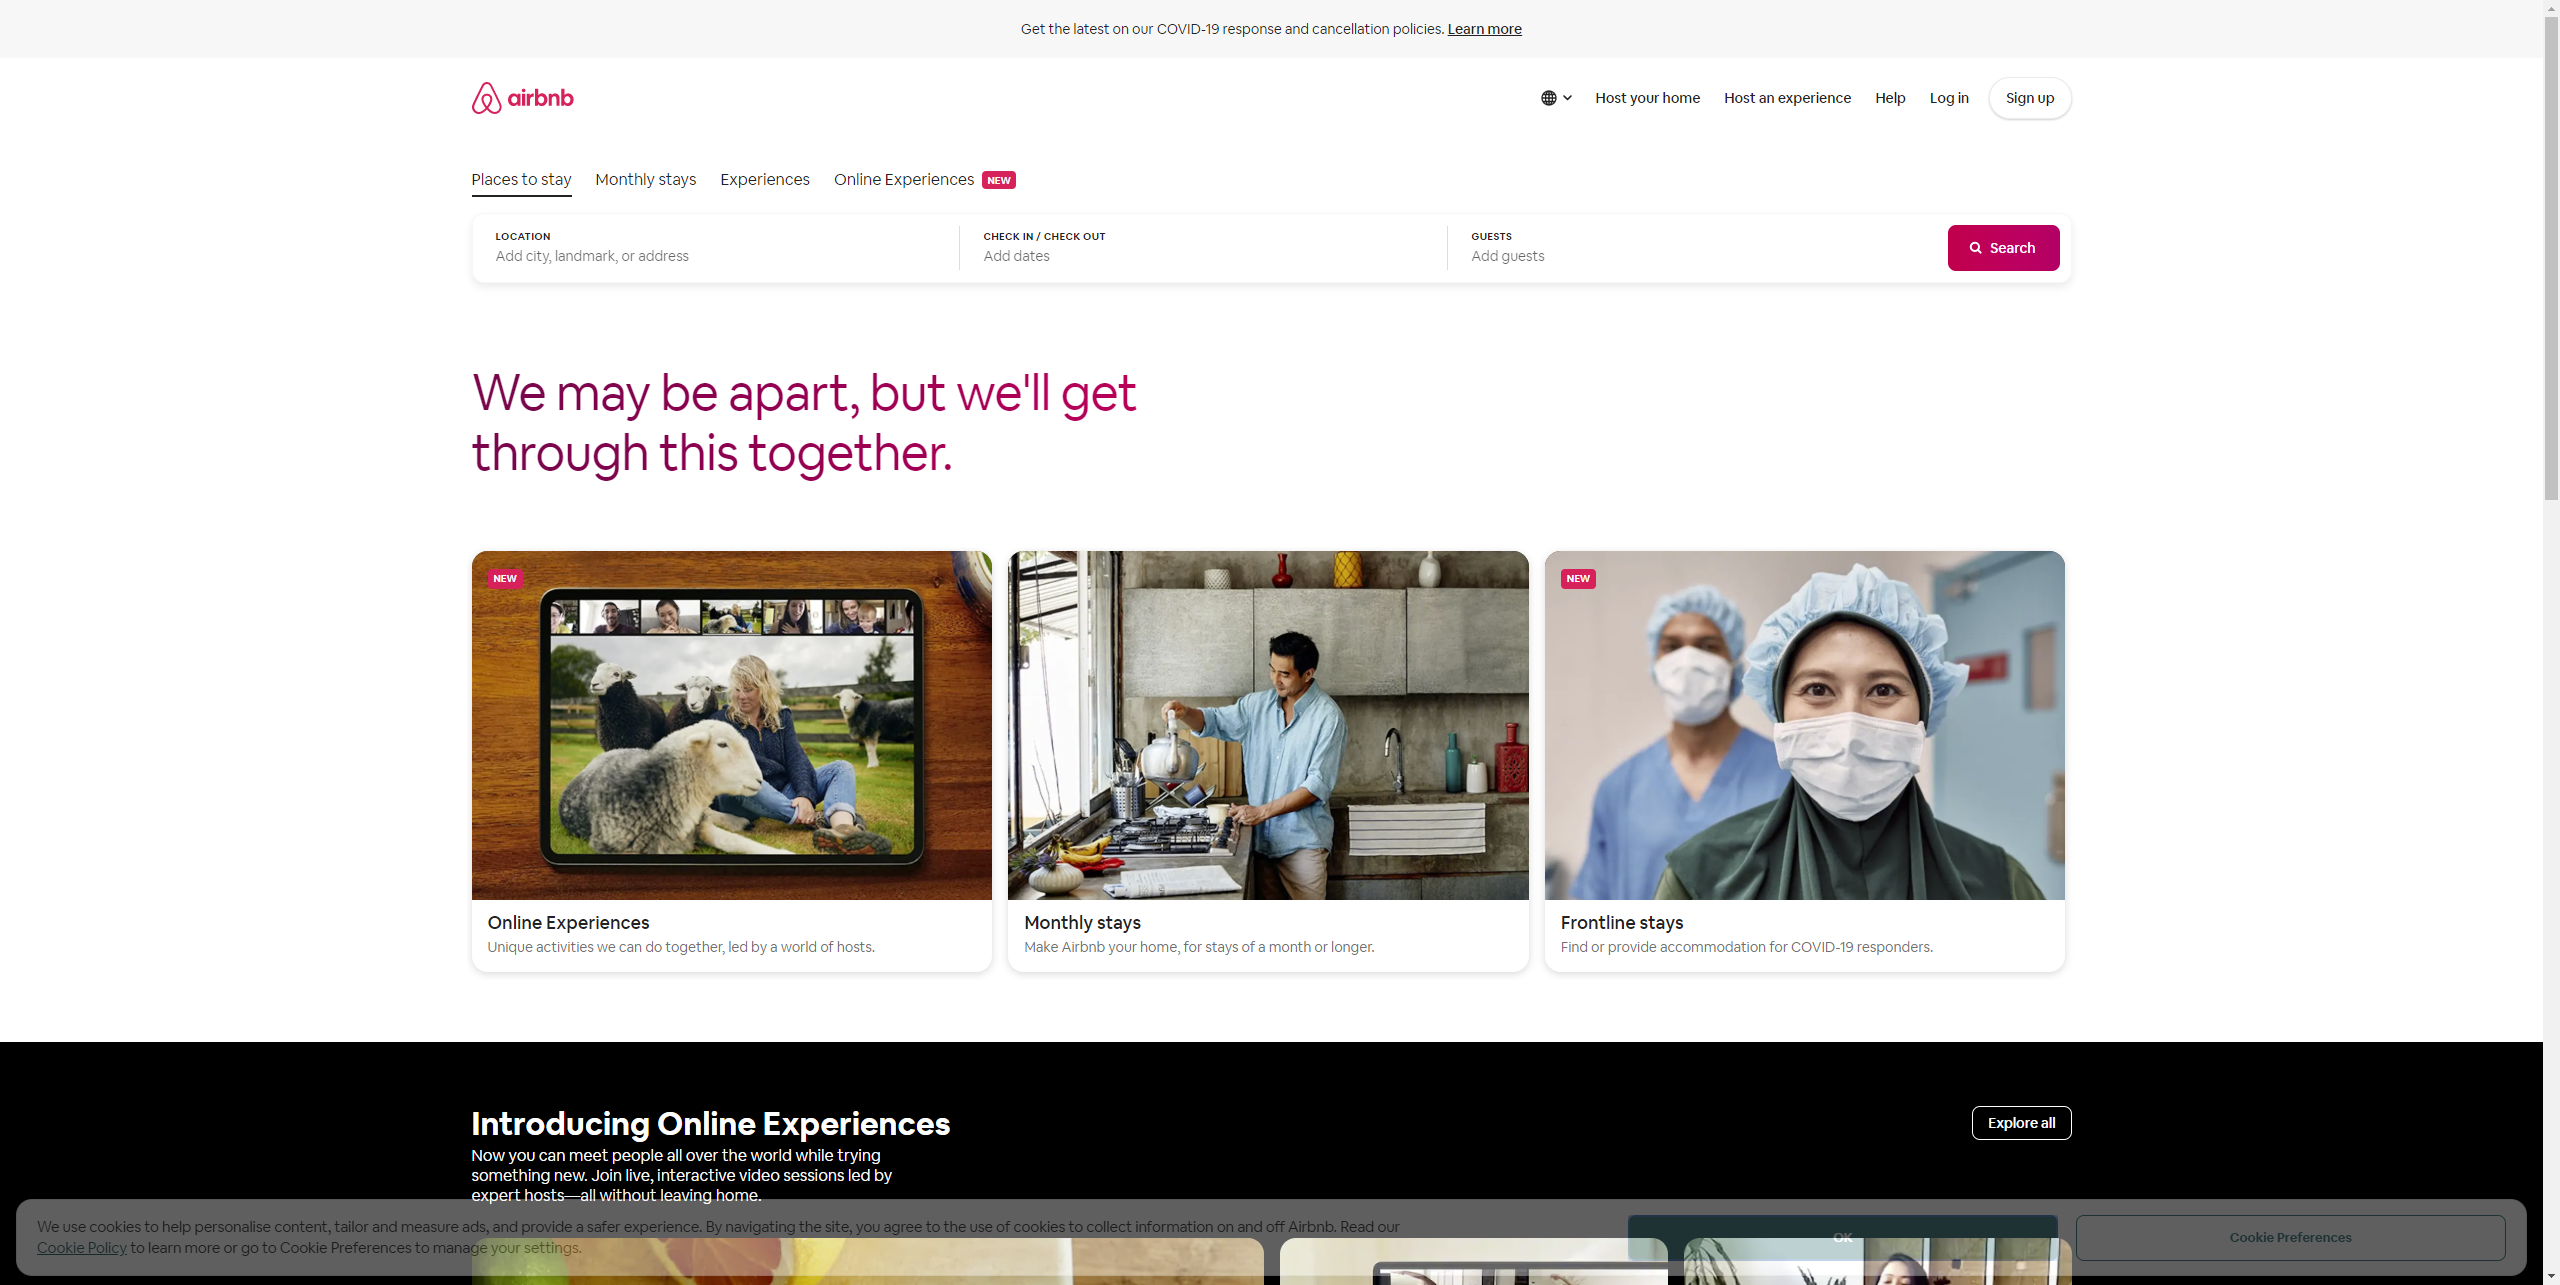 Get the latest on our COVID-19 response and cancellation policies. Learn more
airbnb
Host your home
Host an experience
Help
Log in
Sign up
Places to stay
Monthly stays
Experiences
Online Experiences
NEW
LOCATION
Add city, landmark, or address
CHECK IN / CHECK OUT
Add dates
GUESTS
Add guests
Search
We may be apart, but we'll get
through this together.
NEW
Online Experiences
Unique activities we can do together, led by a world of hosts.
Monthly stays
Make Airbnb your home, for stays of a month or longer.
NEW
Frontline stays
Find or provide accommodation for COVID-19 responders.
Introducing Online Experiences
Explore all
Now you can meet people all over the world while trying
something new. Join live, interactive video sessions led by
expert hosts—all without leaving home.
We use cookies to help personalise content, tailor and measure ads, and provide a safer experience. By navigating the site, you agree to the use of cookies to collect information on and off Airbnb. Read our
Cookie Policy to learn more or go to Cookie Preferences to manage your settings.
OK
Cookie Preferences